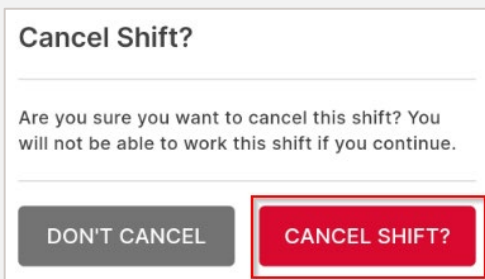 Cancel Shift?
Are you sure you want to cancel this shift? You
will not be able to work this shift if you continue.
DON'T CANCEL
CANCEL SHIFT?